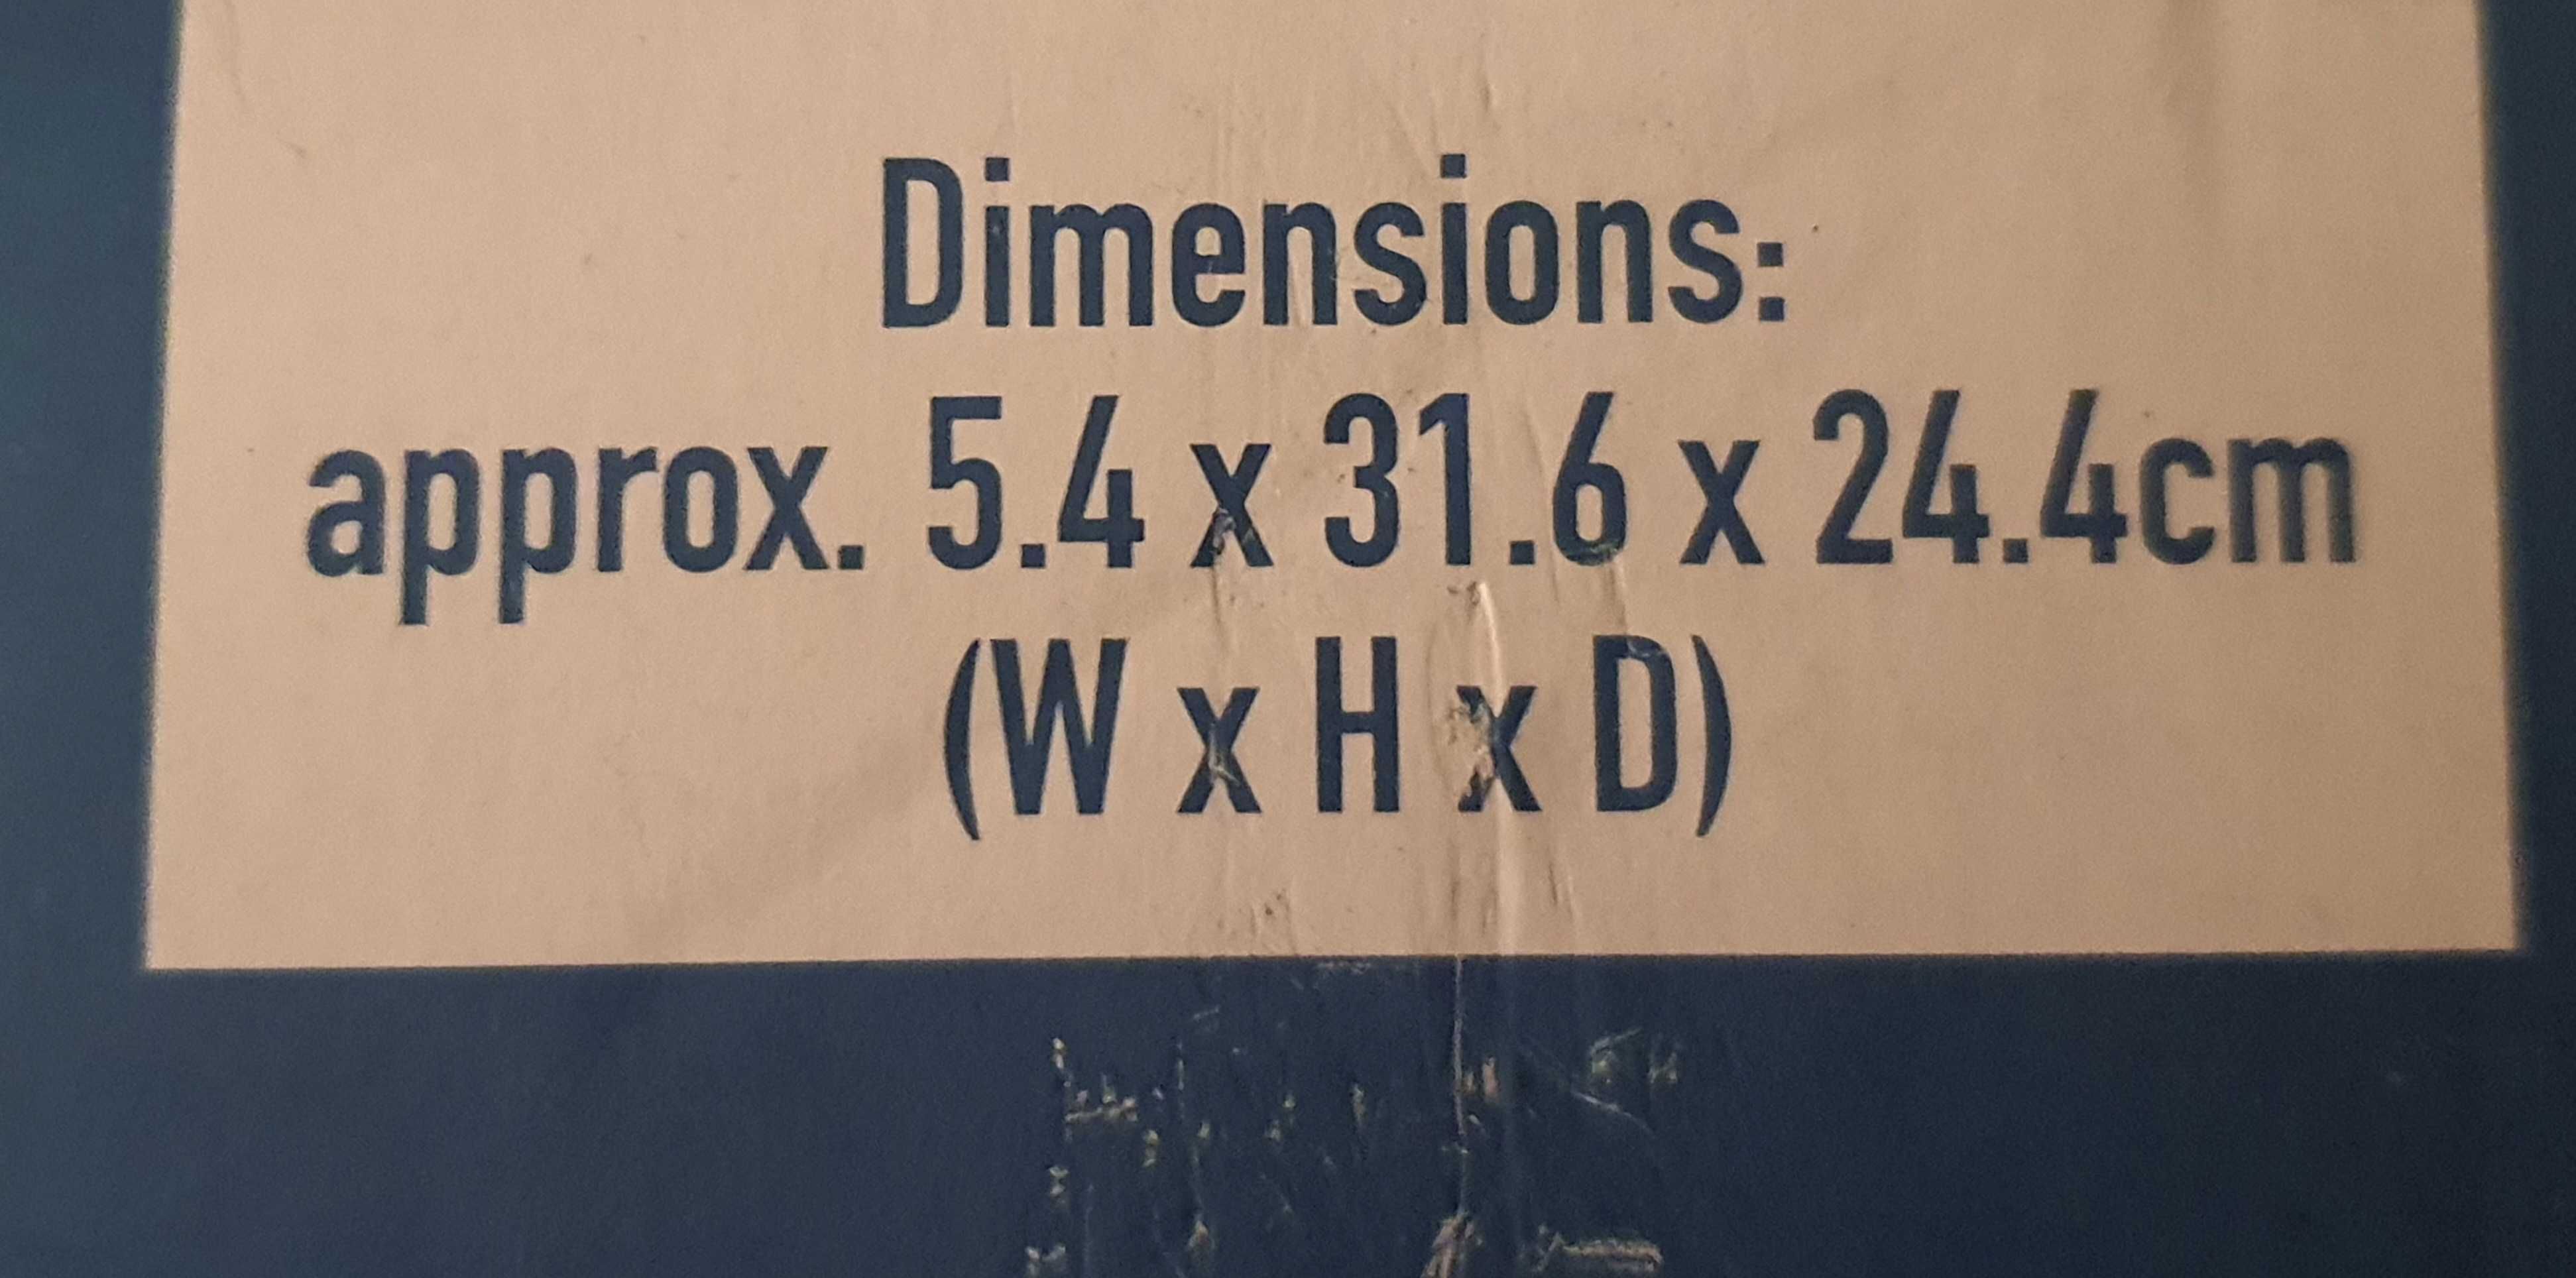 Dimensions:
approx. 5.4 x 31.6 x 24.4cm
(W x H x D)